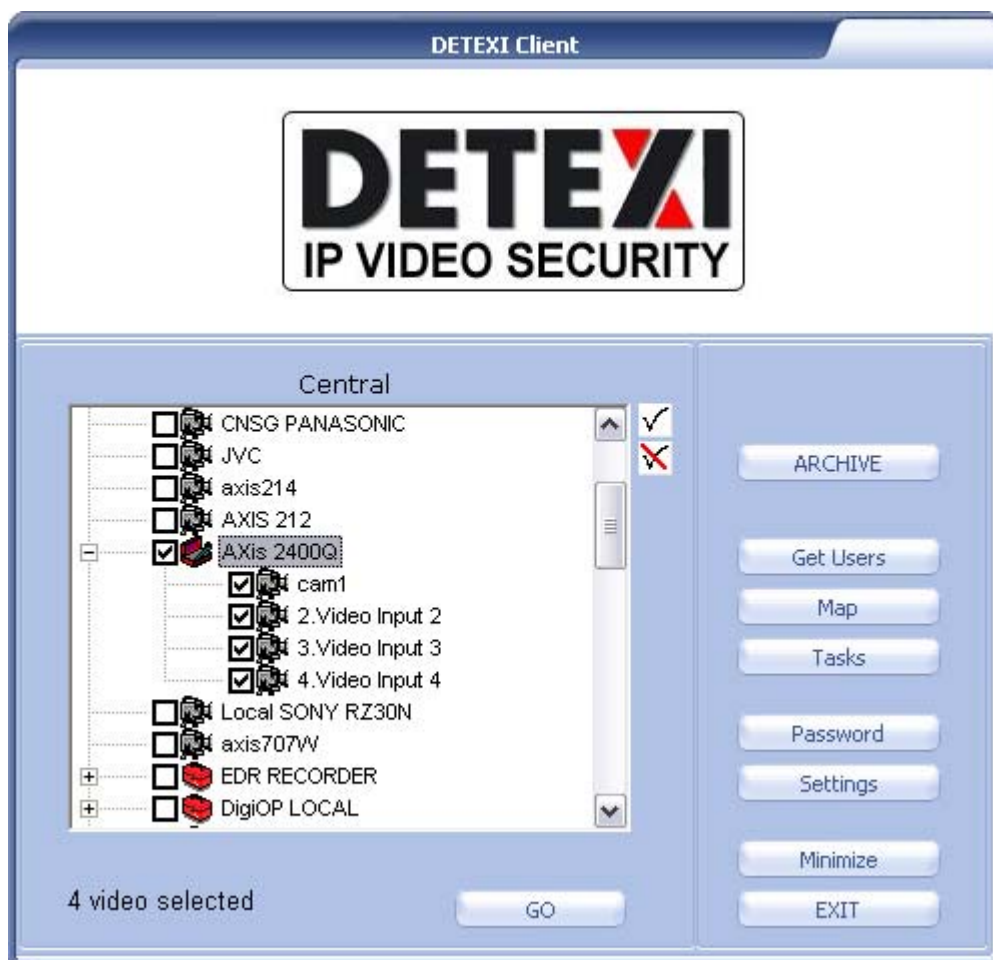 DETEXI Client
DETEXI
IP VIDEO SECURITY
Central
CNSG PANASONIC
JVC
axis214
AXIS 212
AXis 2400Q
cam1
2.Video Input 2
3.Video Input 3
4.Video Input 4
Local SONY RZ30N
axis707W
EDR RECORDER
DigiOP LOCAL
4 video selected
GO
ARCHIVE
Get Users
Map
Tasks
Password
Settings
Minimize
EXIT